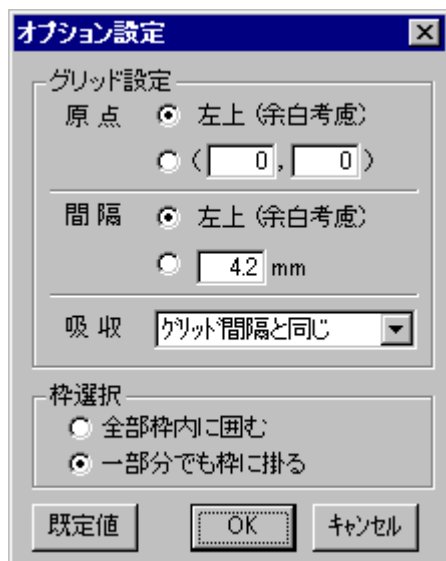 オプション設定
グリッド設定
原点 左上(余白考慮)
( 0 , 0 )
間隔 左上(余白考慮)
4.2 mm
吸収 グリッド間隔と同じ
枠選択
全部枠内に囲む
一部分でも枠に掛る
既定値 OK キャンセル